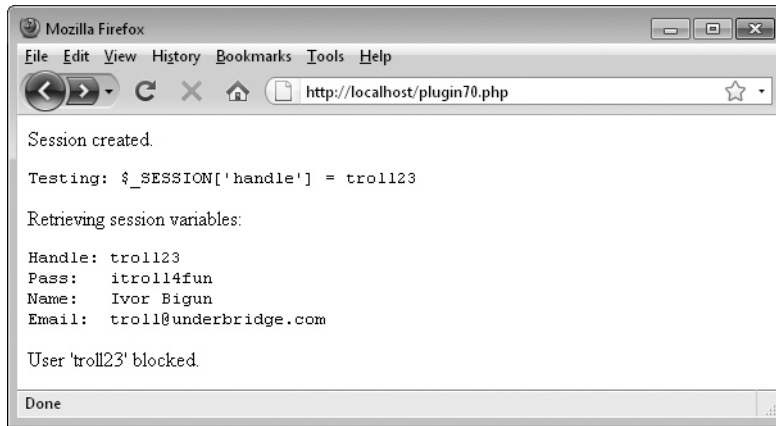 Mozilla Firefox
File Edit View History Bookmarks Tools Help
http://localhost/plugin70.php
Session created.
Testing: $_SESSION['handle'] = troll23
Retrieving session variables:
Handle: troll23
Pass:   itroll4fun
Name:   Ivor Bigun
Email:  troll@underbridge.com
User 'troll23' blocked.
Done